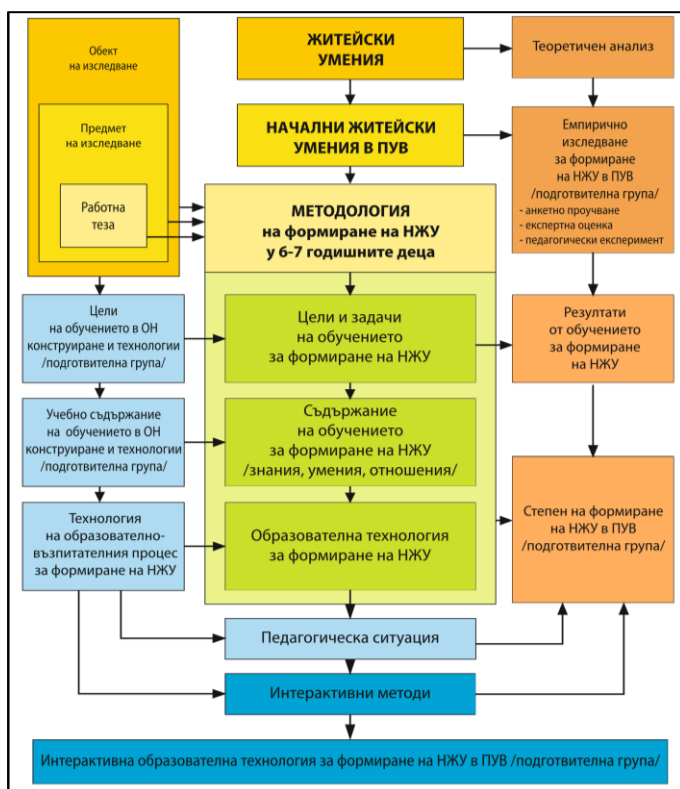 Обект
на изследване
Предмет
на изследване
Работна
теза
ЖИТЕЙСКИ
УМЕНИЯ
Теоретичен анализ
НАЧАЛНИ ЖИТЕЙСКИ
УМЕНИЯ В ПУВ
Емпирично
изследване
за формиране
на НЖУ в ПУВ
/подготвителна група/
- анкетно проучване
- експертна оценка
- педагогически експеримент
МЕТОДОЛОГИЯ
на формиране на НЖУ
у 6-7 годишните деца
Цели
на обучението в ОН
конструиране и технологии
/подготвителна група/
Цели и задачи
на обучението
за формиране на НЖУ
Резултати
от обучението
за формиране
на НЖУ
Учебно съдържание
на обучението в ОН
конструиране и технологии
/подготвителна група/
Съдържание
на обучението
за формиране на НЖУ
/знания, умения, отношения/
Технология
на образователно-
възпитателния процес
за формиране на НЖУ
Образователна технология
за формиране на НЖУ
Степен на формиране
на НЖУ в ПУВ
/подготвителна група/
Педагогическа ситуация
Интерактивни методи
Интерактивна образователна технология за формиране на НЖУ в ПУВ /подготвителна група/